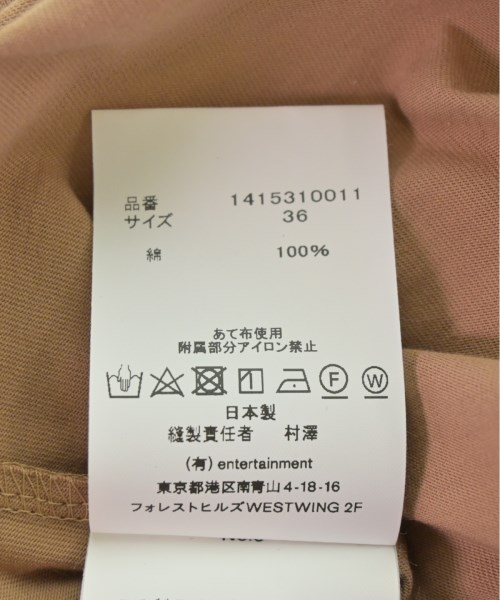 品番 1415310011
サイズ 36
綿 100%
あて布使用
附属部分アイロン禁止
F W
日本製
縫製責任者 村澤
(有) entertainment
東京都港区南青山4-18-16
フォレストヒルズWESTWING 2F